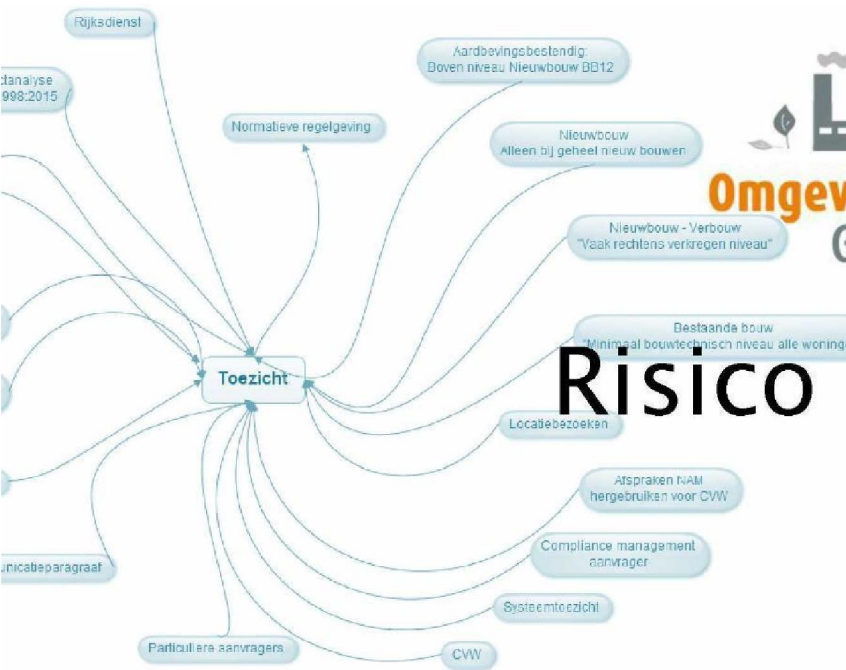 Rijksdienst
Aardbevingsbestendig:
Boven niveau Nieuwbouw BB12
998:2015
Normatieve regelgeving
Nieuwbouw
Alleen bij geheel nieuw bouwen
Omgev
Nieuwbouw - Verbouw
"Vaak rechtens verkregen niveau"
Bestaande bouw
"Minimaal bouwtechnisch niveau alle woning
Toezicht
Risico
Locatiebezoeken
Afspraken NAM
hergebruiken voor CVW
Compliance management
aanvrager
unicatieparagraaf
Systeemtoezicht
Particuliere aanvragers
CVW